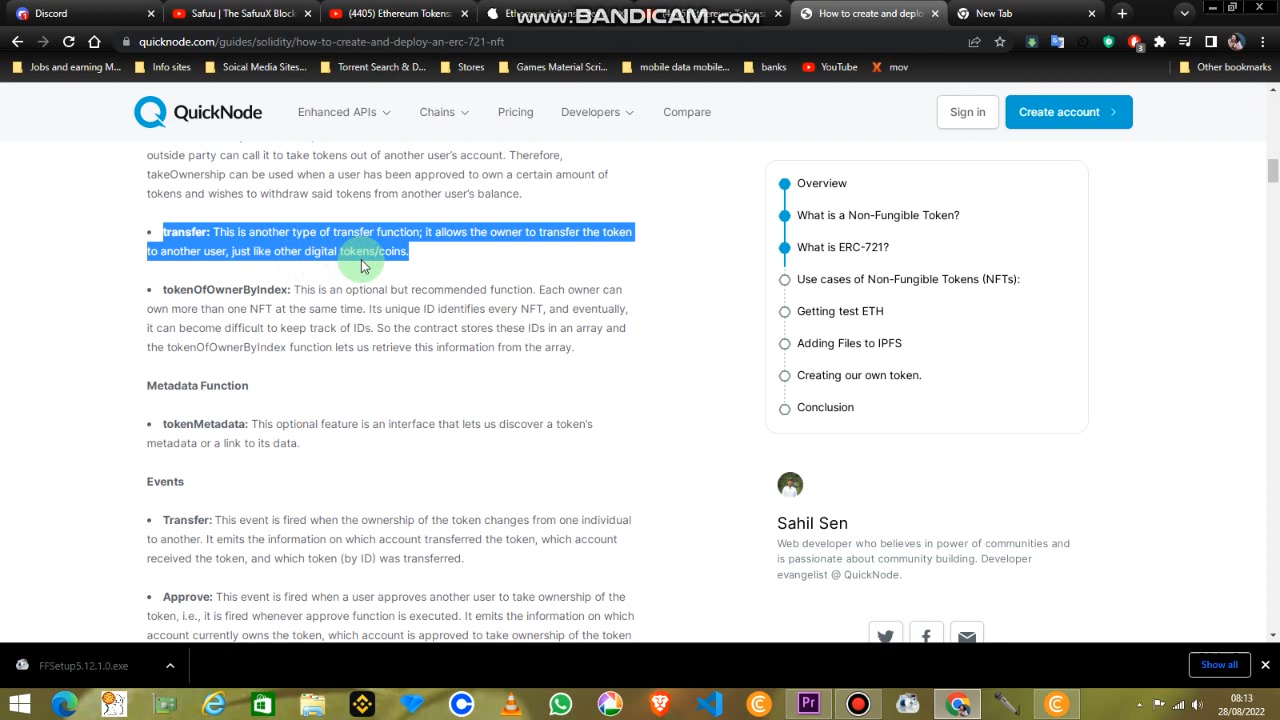 Discord
Safuu | SafuuX Block
(4405) Ethereum Tokens
www.BANDICAM.com
How to create and deplo
New Tab
quicknode.com/guides/solidity/how-to-create-and-deploy-an-erc-721-nft
3
Jobs and earning M...
Info sites
Soical Media Sites...
Torrent Search & D...
Stores
Games Material Scri...
mobile data mobile...
banks
YouTube
mov
Other bookmarks
QuickNode
Enhanced APIs
Chains
Pricing
Developers
Compare
Sign in
Create account
outside party can call it to take tokens out of another user's account. Therefore,
takeOwnership can be used when a user has been approved to own a certain amount of
tokens and wishes to withdraw said tokens from another user's balance.
• transfer: This is another type of transfer function; it allows the owner to transfer the token
to another user, just like other digital tokens/coins.
• tokenOfOwnerByIndex: This is an optional but recommended function. Each owner can
own more than one NFT at the same time. Its unique ID identifies every NFT, and eventually,
it can become difficult to keep track of IDs. So the contract stores these IDs in an array and
the tokenOfOwnerByIndex function lets us retrieve this information from the array.
Metadata Function
• tokenMetadata: This optional feature is an interface that lets us discover a token's
metadata or a link to its data.
Events
• Transfer: This event is fired when the ownership of the token changes from one individual
to another. It emits the information on which account transferred the token, which account
received the token, and which token (by ID) was transferred.
• Approve: This event is fired when a user approves another user to take ownership of the
token, i.e., it is fired whenever approve function is executed. It emits the information on which
account currently owns the token, which account is approved to take ownership of the token
Overview
What is a Non-Fungible Token?
What is ERC-721?
Use cases of Non-Fungible Tokens (NFTs):
Getting test ETH
Adding Files to IPFS
Creating our own token.
Conclusion
Sahil Sen
Web developer who believes in power of communities and
is passionate about community building. Developer
evangelist @ QuickNode.
FFSetup5.12.1.0.exe
Show all
Pr
08:13
28/08/2022